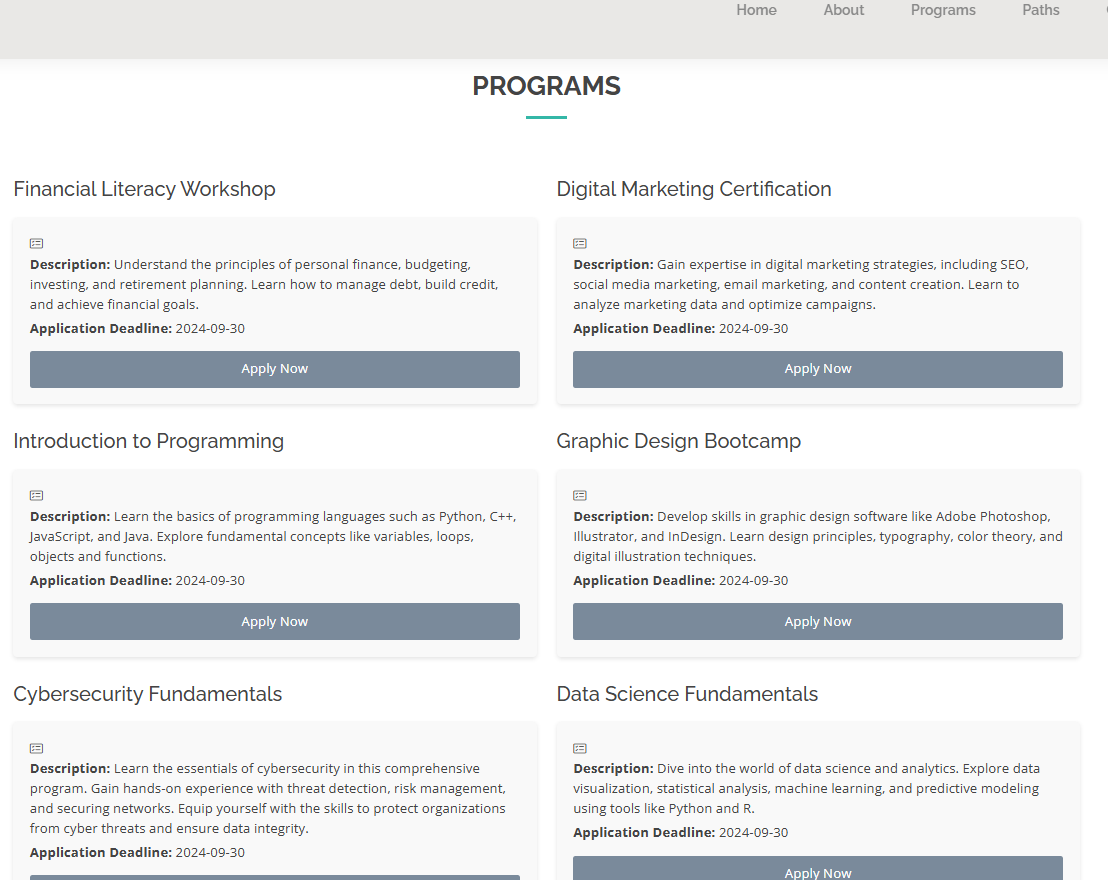 Home About Programs Paths
PROGRAMS
Financial Literacy Workshop
Description: Understand the principles of personal finance, budgeting,
investing, and retirement planning. Learn how to manage debt, build credit,
and achieve financial goals.
Application Deadline: 2024-09-30
Apply Now
Digital Marketing Certification
Description: Gain expertise in digital marketing strategies, including SEO,
social media marketing, email marketing, and content creation. Learn to
analyze marketing data and optimize campaigns.
Application Deadline: 2024-09-30
Apply Now
Introduction to Programming
Description: Learn the basics of programming languages such as Python, C++,
JavaScript, and Java. Explore fundamental concepts like variables, loops,
objects and functions.
Application Deadline: 2024-09-30
Apply Now
Graphic Design Bootcamp
Description: Develop skills in graphic design software like Adobe Photoshop,
Illustrator, and InDesign. Learn design principles, typography, color theory, and
digital illustration techniques.
Application Deadline: 2024-09-30
Apply Now
Cybersecurity Fundamentals
Description: Learn the essentials of cybersecurity in this comprehensive
program. Gain hands-on experience with threat detection, risk management,
and securing networks. Equip yourself with the skills to protect organizations
from cyber threats and ensure data integrity.
Application Deadline: 2024-09-30
Data Science Fundamentals
Description: Dive into the world of data science and analytics. Explore data
visualization, statistical analysis, machine learning, and predictive modeling
using tools like Python and R.
Application Deadline: 2024-09-30
Apply Now